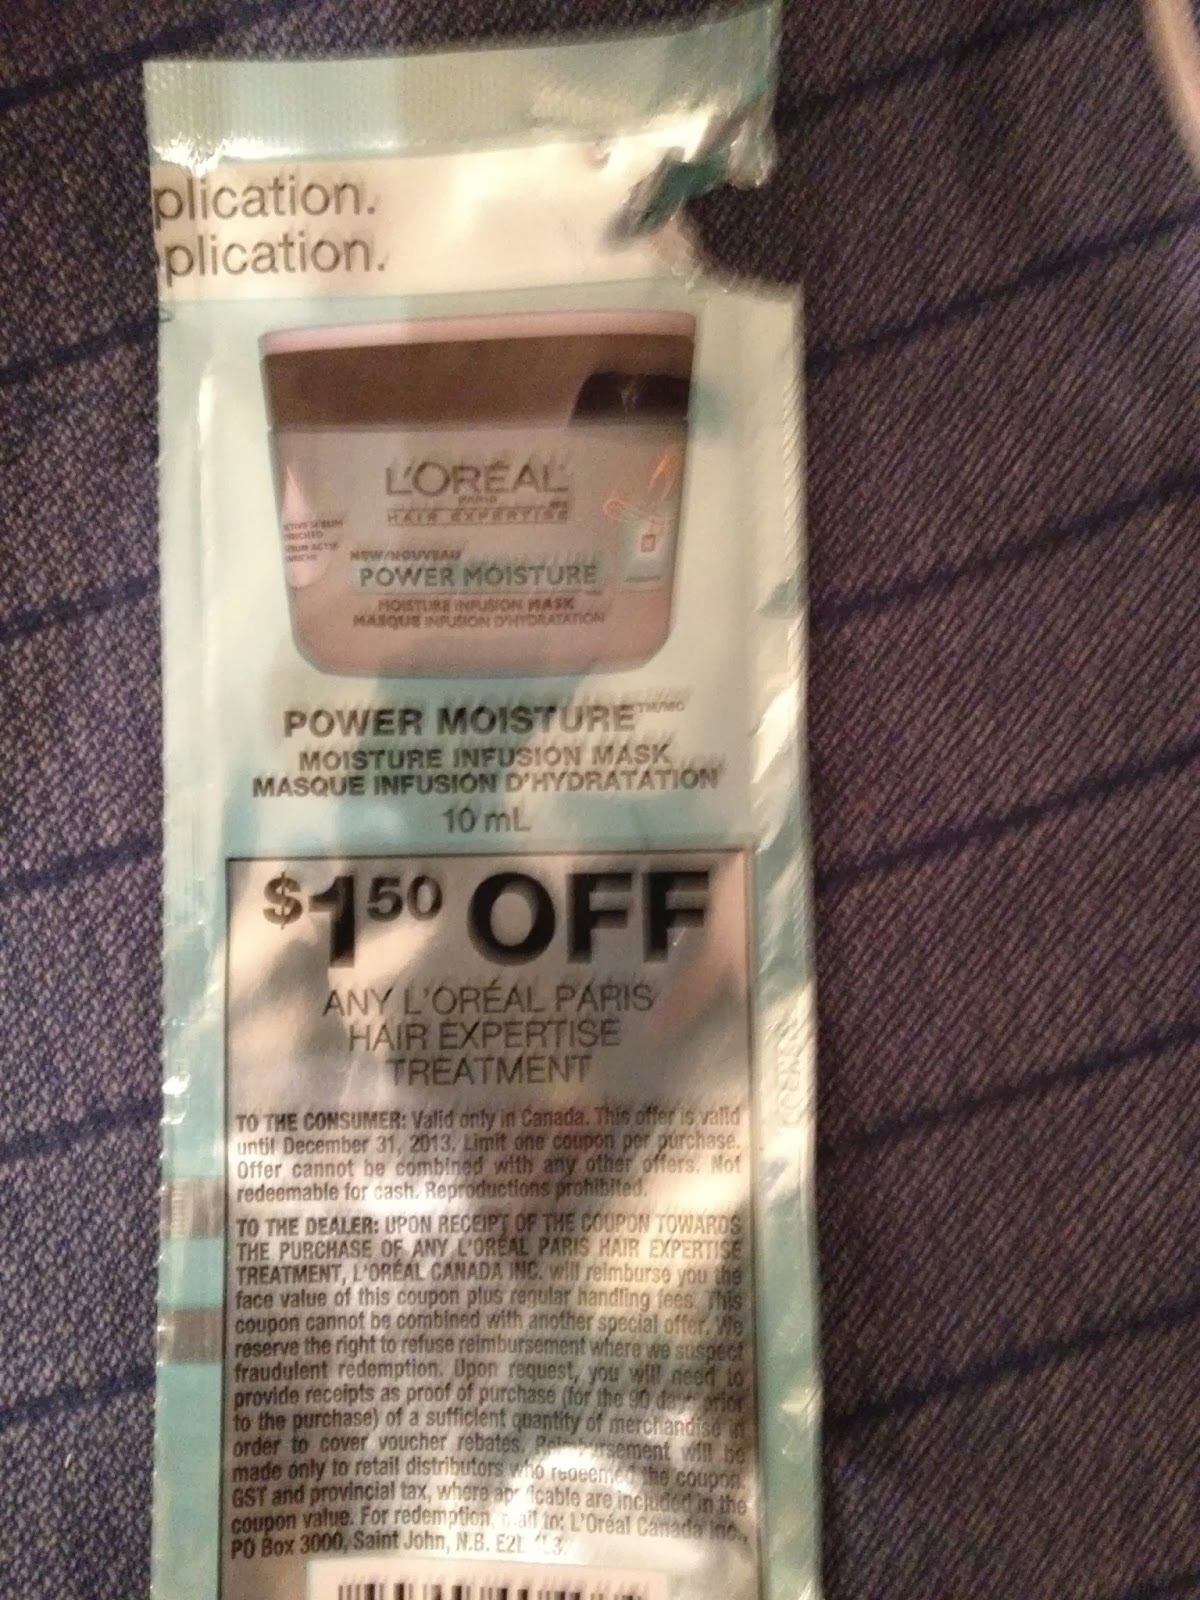 plication.
plication.
L'ORÉAL
PARIS
HAIR EXPERTISE
NEW/NOUVEAU
POWER MOISTURE
MOISTURE INFUSION MASK
MASQUE INFUSION D'HYDRATATION
POWER MOISTURE™/MC
MOISTURE INFUSION MASK
MASQUE INFUSION D'HYDRATATION
10 mL
$1.50 OFF
ANY L'ORÉAL PARIS
HAIR EXPERTISE
TREATMENT
TO THE CONSUMER: Valid only in Canada. This offer is valid
until December 31, 2013. Limit one coupon per purchase.
Offer cannot be combined with any other offers. Not
redeemable for cash. Reproductions prohibited.
TO THE DEALER: UPON RECEIPT OF THE COUPON TOWARDS
THE PURCHASE OF ANY L'ORÉAL PARIS HAIR EXPERTISE
TREATMENT, L'ORÉAL CANADA INC. will reimburse you the
face value of this coupon plus regular handling fees. This
coupon cannot be combined with another special offer. We
reserve the right to refuse reimbursement where we suspect
fraudulent redemption. Upon request, you will need to
provide receipts as proof of purchase (for the 90 days prior
to the purchase) of a sufficient quantity of merchandise in
order to cover voucher rebates. Reimbursement will be
made only to retail distributors who redeemed the coupon.
GST and provincial tax, where applicable are included in the
coupon value. For redemption, mail to: L'Oréal Canada Inc.,
PO Box 3000, Saint John, N.B. E2L